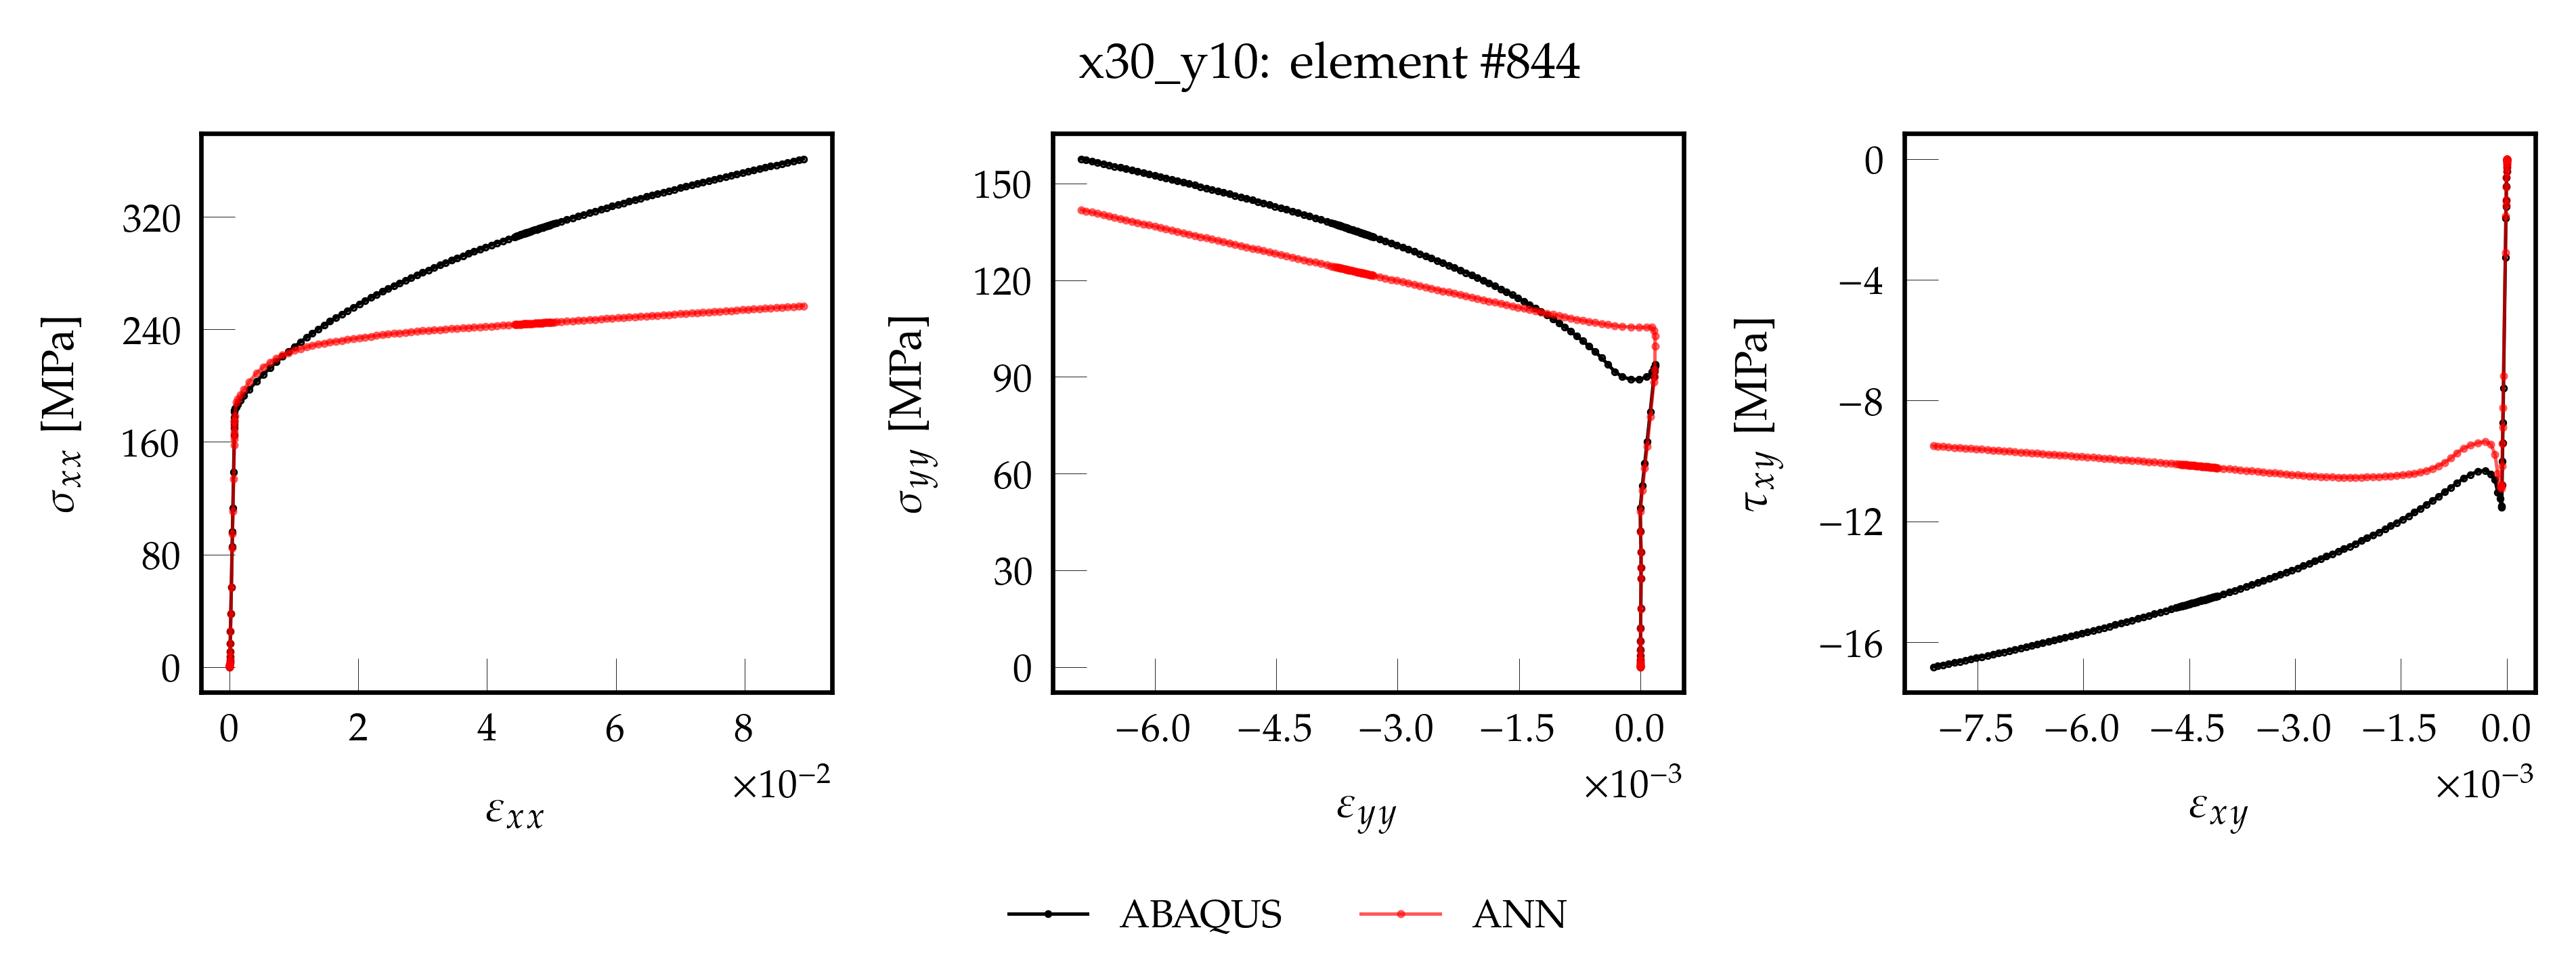 x30_y10: element #844
σxx [MPa]
320
240
160
80
0
0 2 4 6 8
×10⁻²
εxx
σyy [MPa]
150
120
90
60
30
0
−6.0 −4.5 −3.0 −1.5 0.0
×10⁻³
εyy
τxy [MPa]
0
−4
−8
−12
−16
−7.5 −6.0 −4.5 −3.0 −1.5 0.0
×10⁻³
εxy
ABAQUS ANN